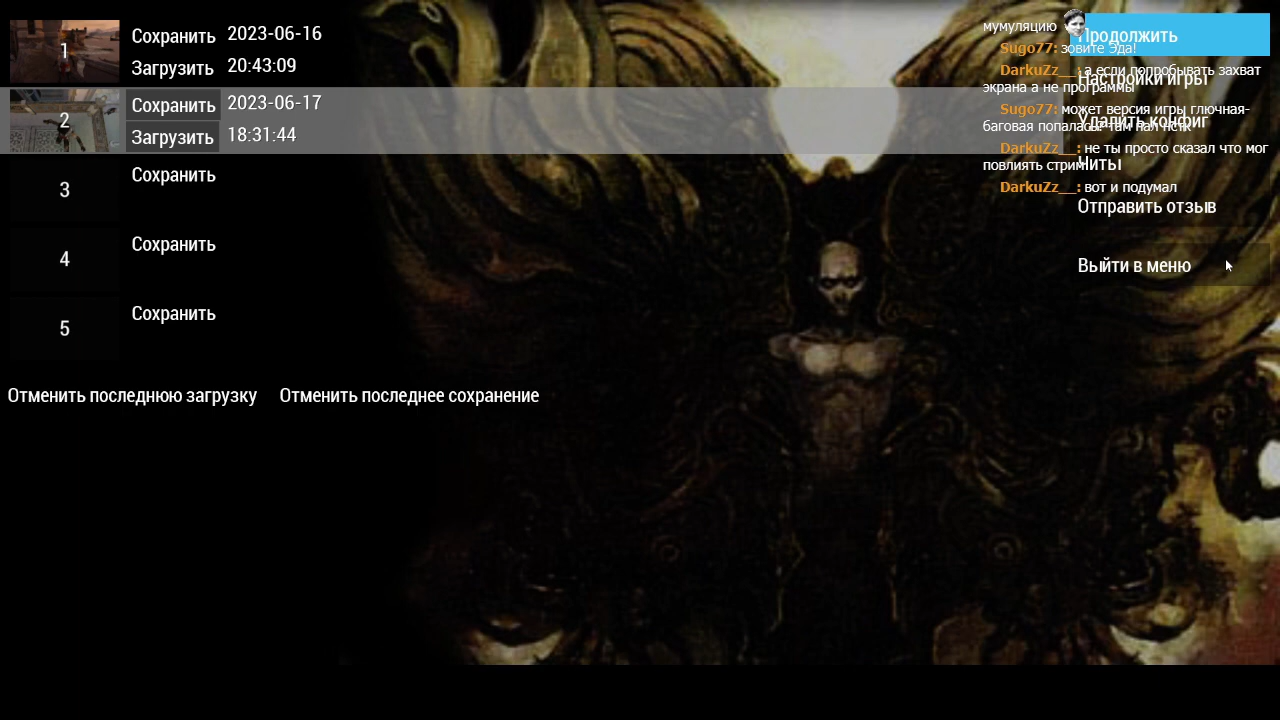 1
Сохранить 2023-06-16
Загрузить 20:43:09
2
Сохранить 2023-06-17
Загрузить 18:31:44
3
Сохранить
4
Сохранить
5
Сохранить
Отменить последнюю загрузку
Отменить последнее сохранение
Продолжить
Настройки игры
Удалить конфиг
Читы
Отправить отзыв
Выйти в меню
мумуляцию
Sugo77: зовите Эда!
DarkuZz__: а если попробывать захват
экрана а не программы
Sugo77: может версия игры глючная-
баговая попалась? там
DarkuZz__: не ты просто сказал что мог
повлиять стрим
DarkuZz__: вот и подумал